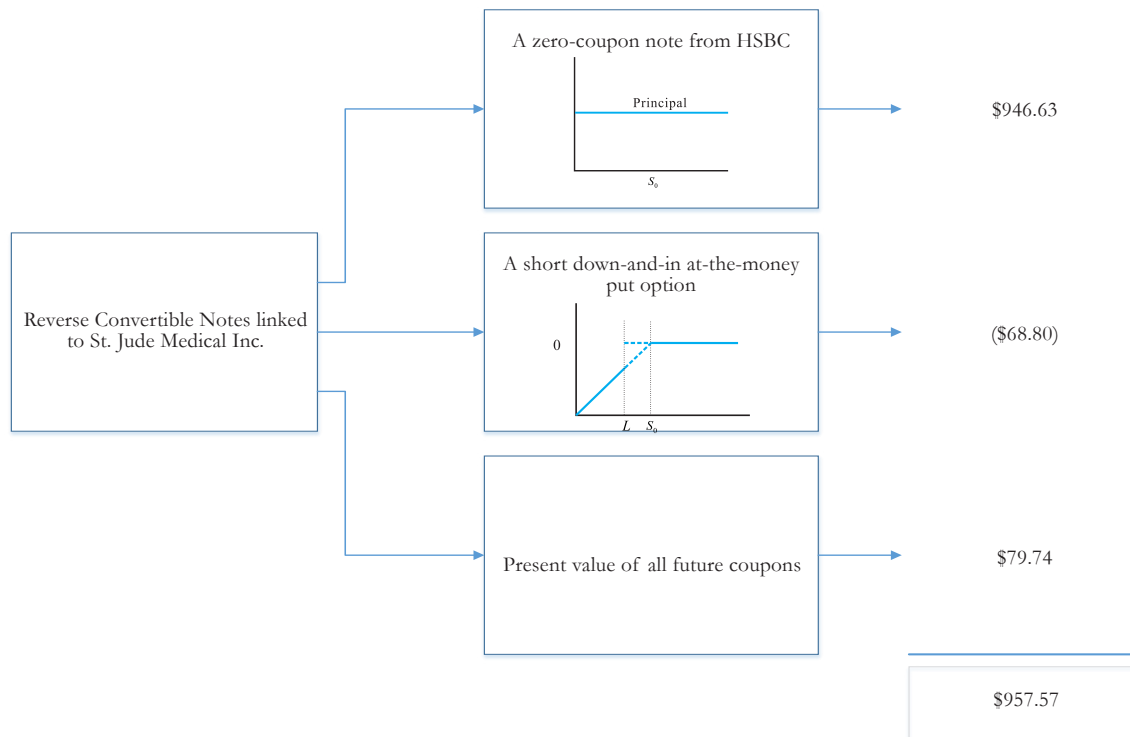 A zero-coupon note from HSBC
Principal
S₀
$946.63
Reverse Convertible Notes linked
to St. Jude Medical Inc.
A short down-and-in at-the-money
put option
0
L S₀
($68.80)
Present value of all future coupons
$79.74
$957.57